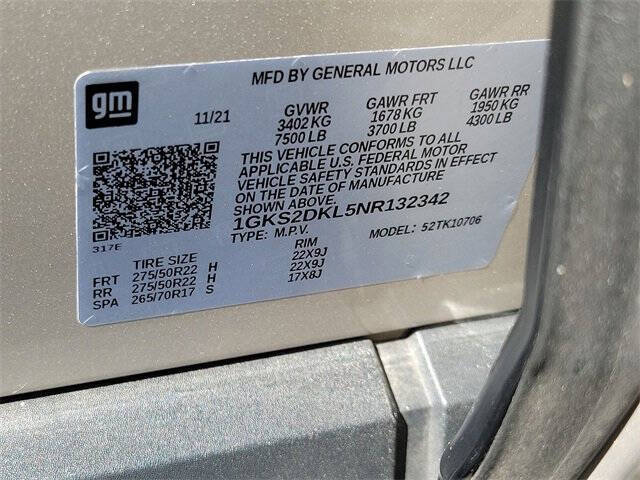 MFD BY GENERAL MOTORS LLC
gm
11/21 GVWR GAWR FRT GAWR RR
3402 KG 1678 KG 1950 KG
7500 LB 3700 LB 4300 LB
THIS VEHICLE CONFORMS TO ALL
APPLICABLE U.S. FEDERAL MOTOR
VEHICLE SAFETY STANDARDS IN EFFECT
ON THE DATE OF MANUFACTURE
SHOWN ABOVE.
1GKS2DKL5NR132342
TYPE: M.P.V. MODEL: 52TK10706
317E
TIRE SIZE RIM
FRT 275/50R22 H 22X9J
RR 275/50R22 H 22X9J
SPA 265/70R17 S 17X8J